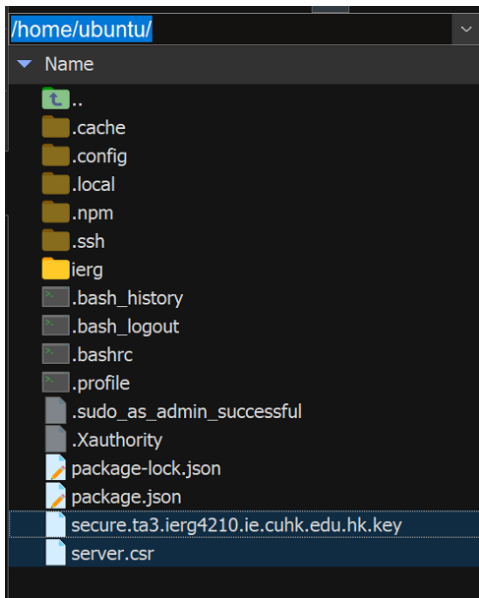 /home/ubuntu/
Name
..
.cache
.config
.local
.npm
.ssh
ierg
.bash_history
.bash_logout
.bashrc
.profile
.sudo_as_admin_successful
.Xauthority
package-lock.json
package.json
secure.ta3.ierg4210.ie.cuhk.edu.hk.key
server.csr